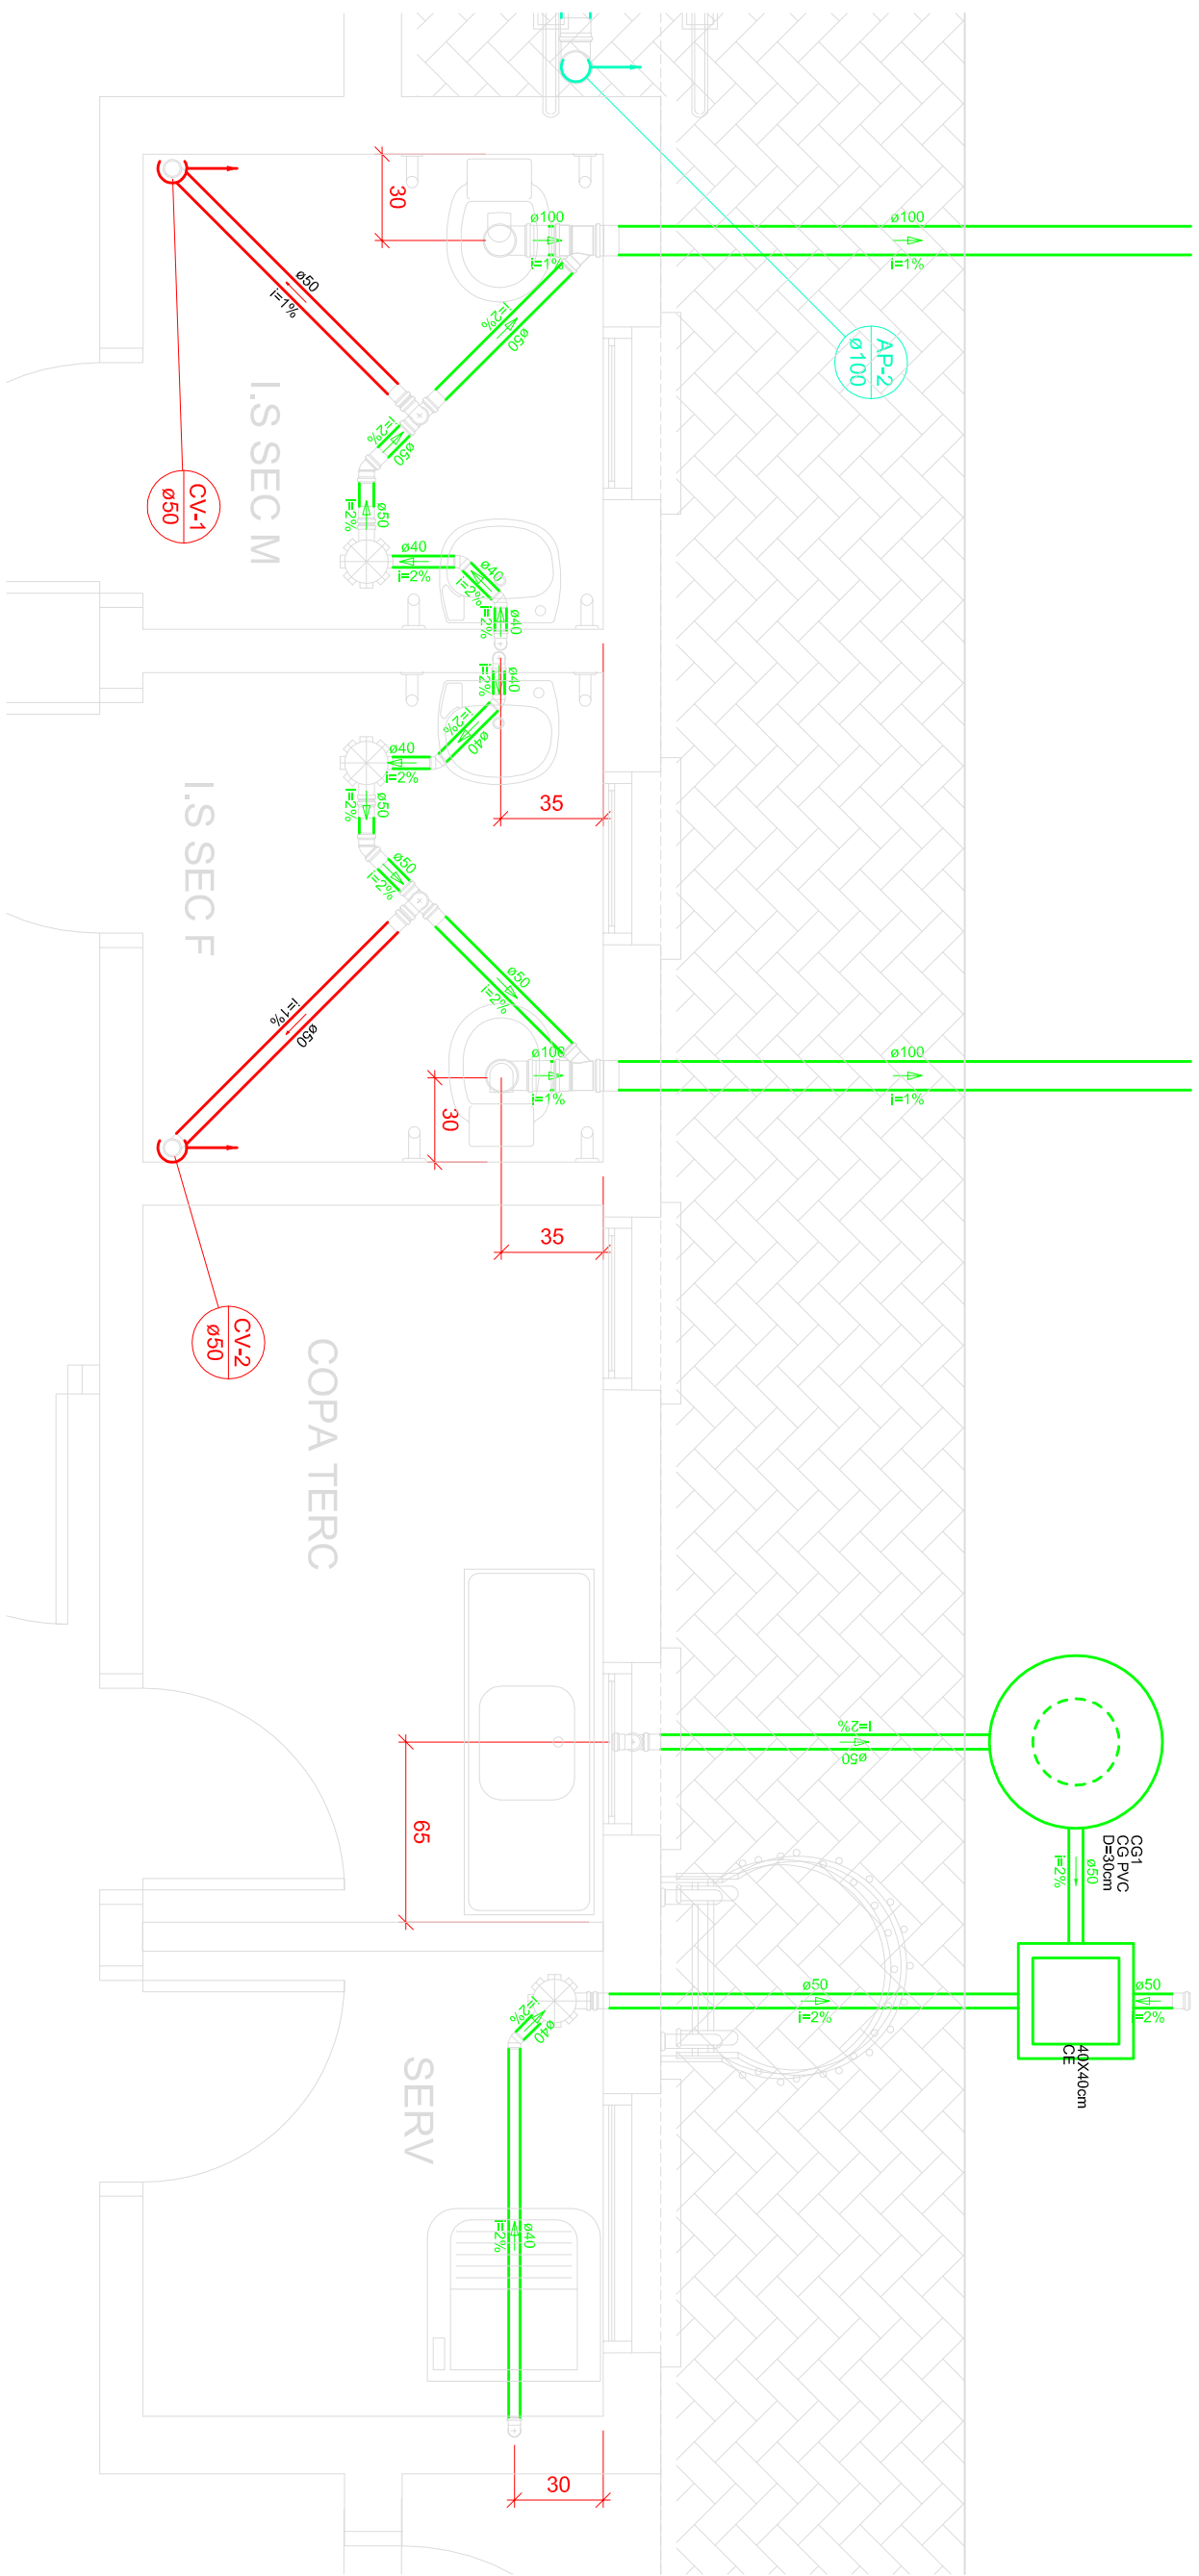 30
ø100
i=1%
ø100
i=1%
ø50
i=1%
i=2%
ø50
AP-2
ø100
I.S SEC M
i=2%
ø50
CV-1
ø50
i=2%
ø50
ø40
i=2%
ø40
i=2%
i=2%
ø40
i=2%
ø40
i=2%
ø40
ø40
i=2%
I.S SEC F
i=2%
ø50
35
ø50
i=2%
ø50
i=2%
i=1%
ø50
ø100
i=1%
ø100
i=1%
30
35
CV-2
ø50
COPA TERC
i=2%
ø50
65
CG1
CG PVC
D=30cm
ø50
i=2%
ø50
i=2%
ø50
i=2%
i=2%
ø40
40X40cm
CE
SERV
ø40
i=2%
30